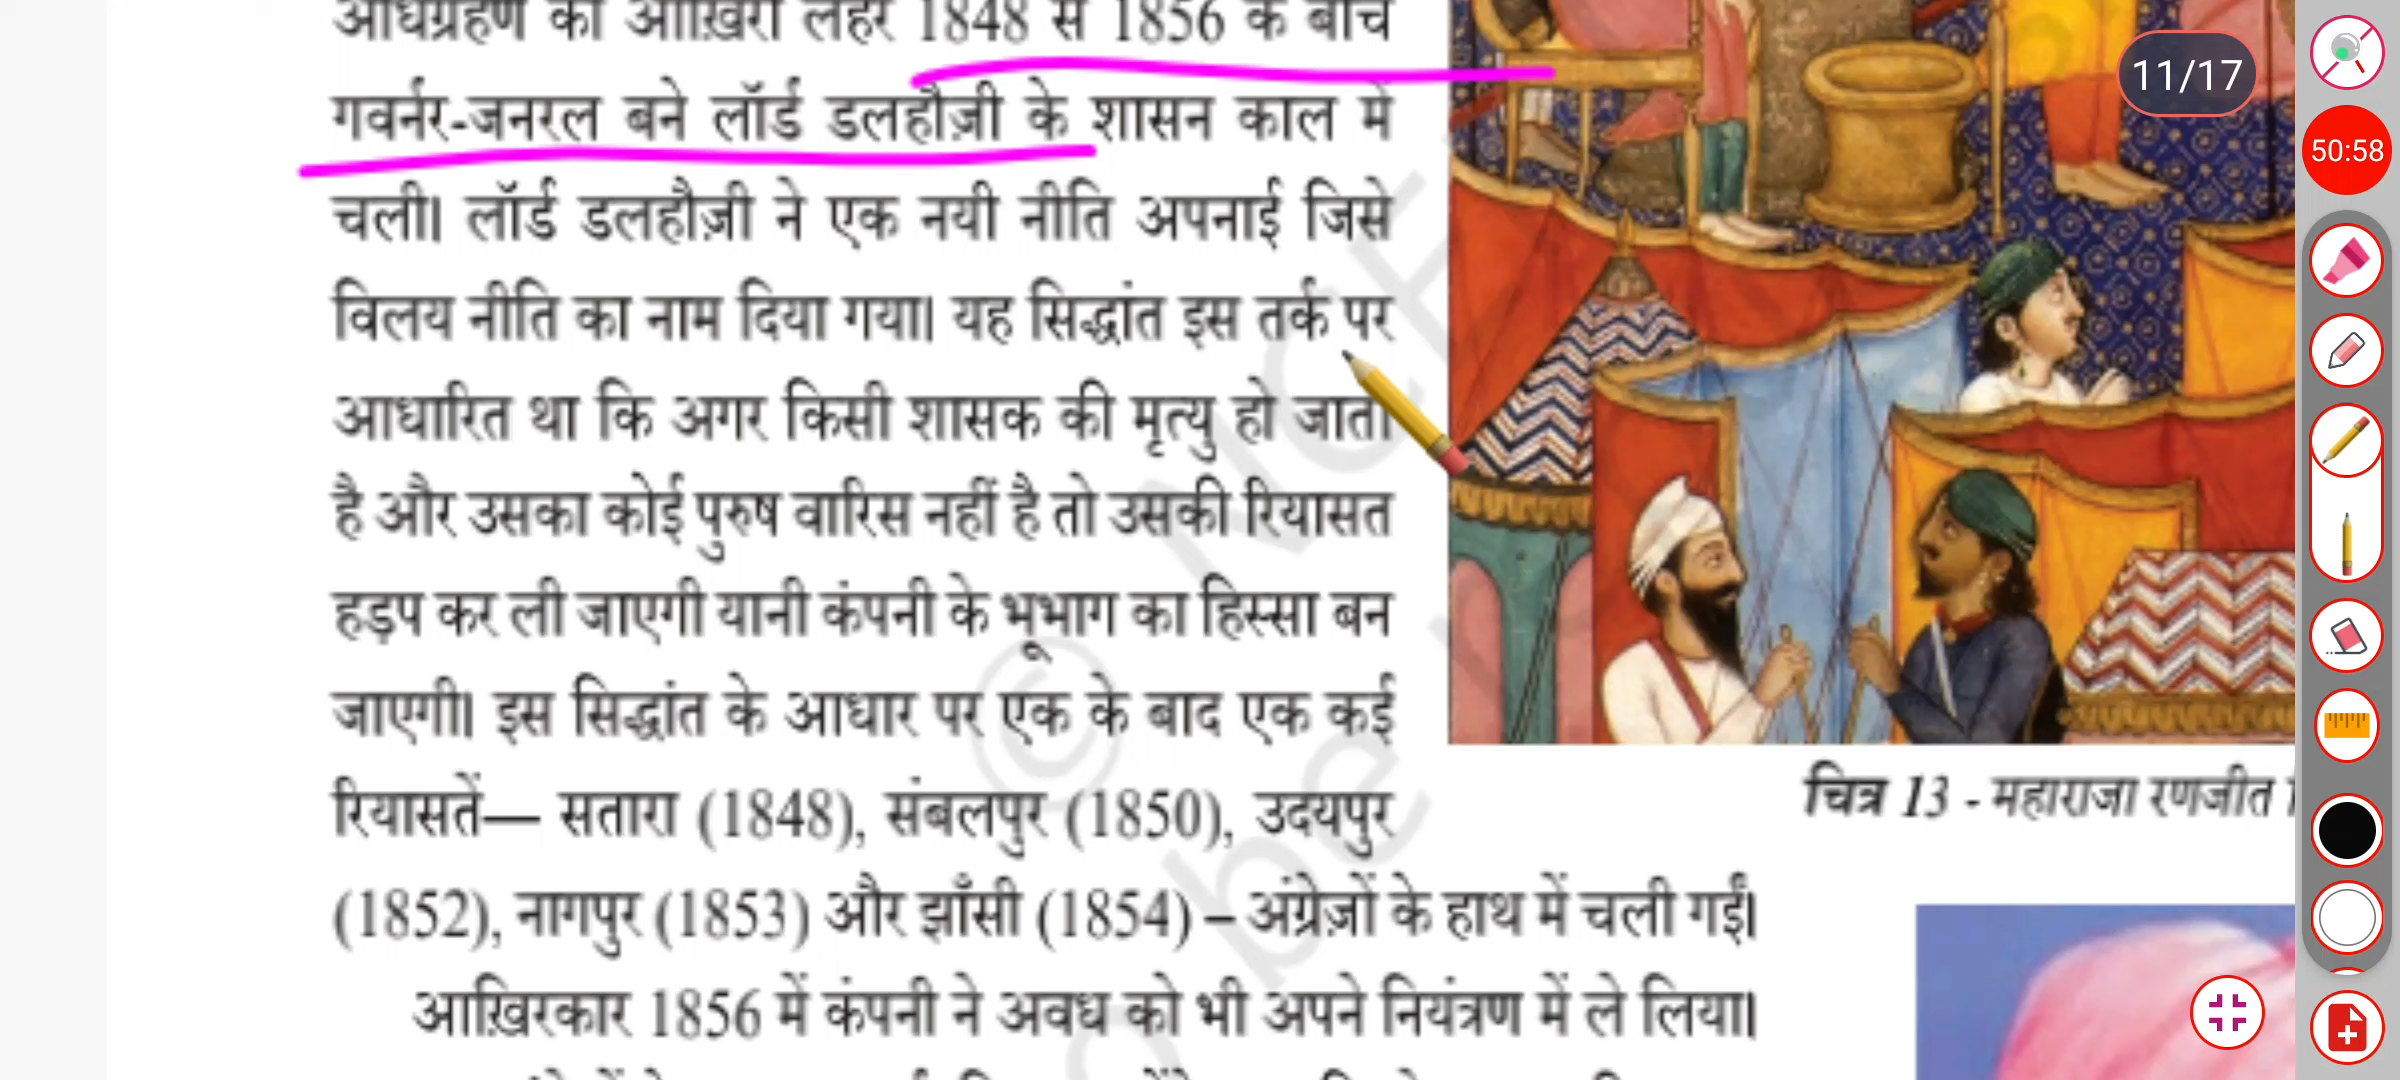 अधिग्रहण की आख़िरी लहर 1848 से 1856 के बीच
गवर्नर-जनरल बने लॉर्ड डलहौज़ी के शासन काल में
चली। लॉर्ड डलहौज़ी ने एक नयी नीति अपनाई जिसे
विलय नीति का नाम दिया गया। यह सिद्धांत इस तर्क पर
आधारित था कि अगर किसी शासक की मृत्यु हो जाती
है और उसका कोई पुरुष वारिस नहीं है तो उसकी रियासत
हड़प कर ली जाएगी यानी कंपनी के भूभाग का हिस्सा बन
जाएगी। इस सिद्धांत के आधार पर एक के बाद एक कई
रियासतें— सतारा (1848), संबलपुर (1850), उदयपुर
(1852), नागपुर (1853) और झाँसी (1854) – अंग्रेज़ों के हाथ में चली गईं।
आख़िरकार 1856 में कंपनी ने अवध को भी अपने नियंत्रण में ले लिया।
चित्र 13 - महाराजा रणजीत
11/17
50:58
© NCE
be